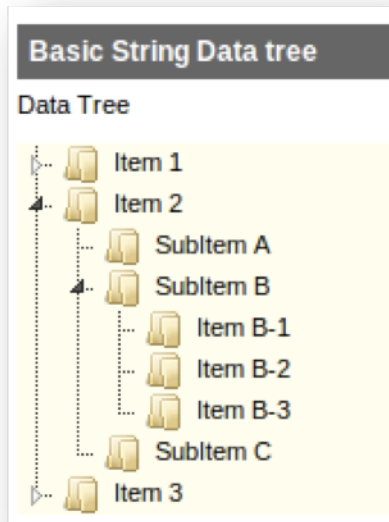 Basic String Data tree
Data Tree
Item 1
Item 2
SubItem A
SubItem B
Item B-1
Item B-2
Item B-3
SubItem C
Item 3